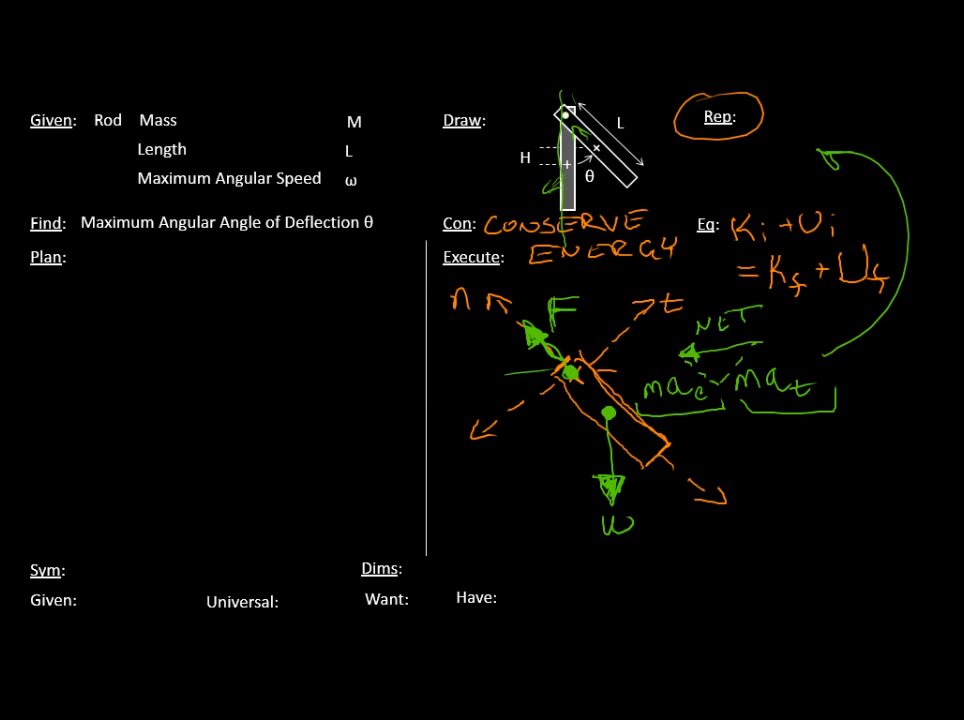 Given: Rod Mass M
Length L
Maximum Angular Speed ω
Find: Maximum Angular Angle of Deflection θ
Plan:
Draw:
L
H
θ
Rep:
Con: CONSERVE
ENERGY
Eq: Ki + Ui
= Kf + Uf
Execute:
n
F
t
NET
mac mat
W
Sym:
Dims:
Given:
Universal:
Want:
Have: